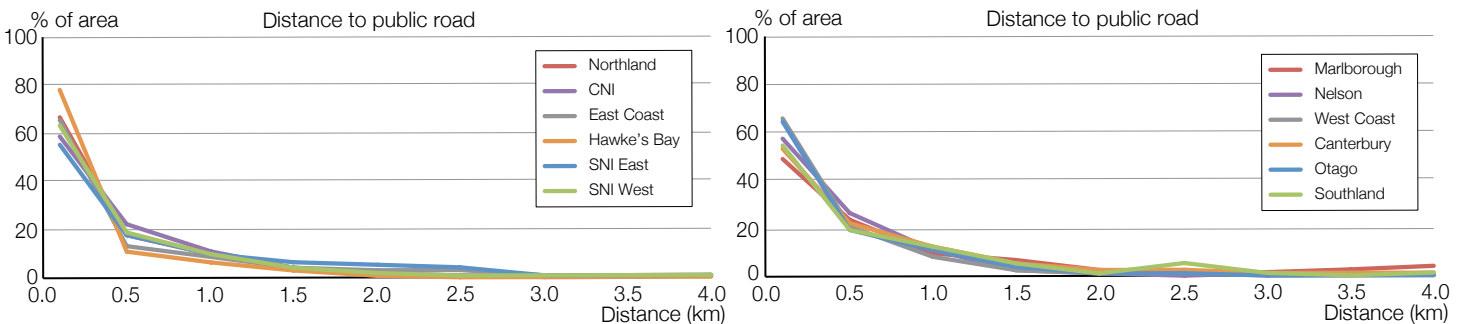 % of area
Distance to public road
100
80
60
40
20
0
0.0 0.5 1.0 1.5 2.0 2.5 3.0 3.5 4.0
Distance (km)
Northland
CNI
East Coast
Hawke's Bay
SNI East
SNI West
% of area
Distance to public road
100
80
60
40
20
0
0.0 0.5 1.0 1.5 2.0 2.5 3.0 3.5 4.0
Distance (km)
Marlborough
Nelson
West Coast
Canterbury
Otago
Southland